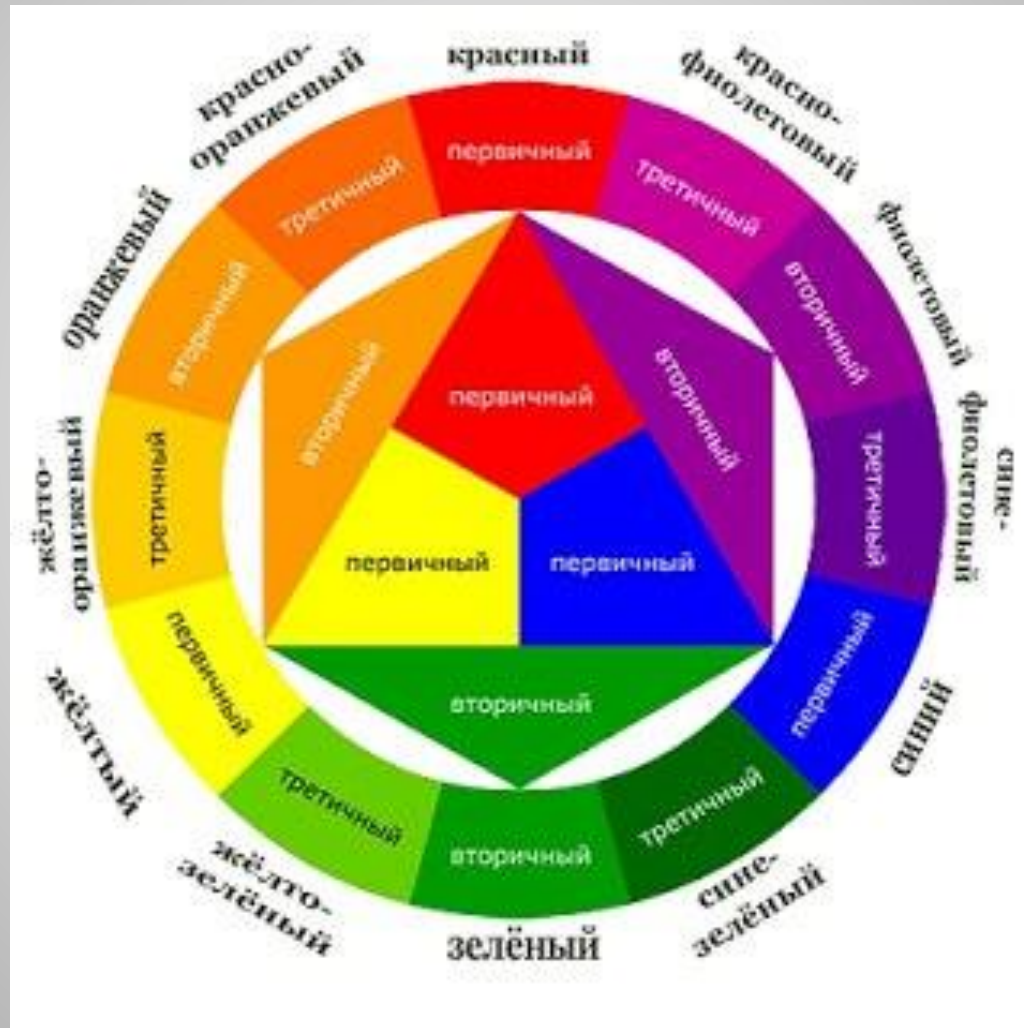 красный
красно-
фиолетовый
фиолетовый
сине-
фиолетовый
синий
сине-
зелёный
зелёный
жёлто-
зелёный
жёлтый
жёлто-
оранжевый
оранжевый
красно-
оранжевый
первичный
третичный
вторичный
третичный
первичный
третичный
вторичный
третичный
первичный
третичный
вторичный
третичный
первичный
вторичный
вторичный
первичный
первичный
вторичный